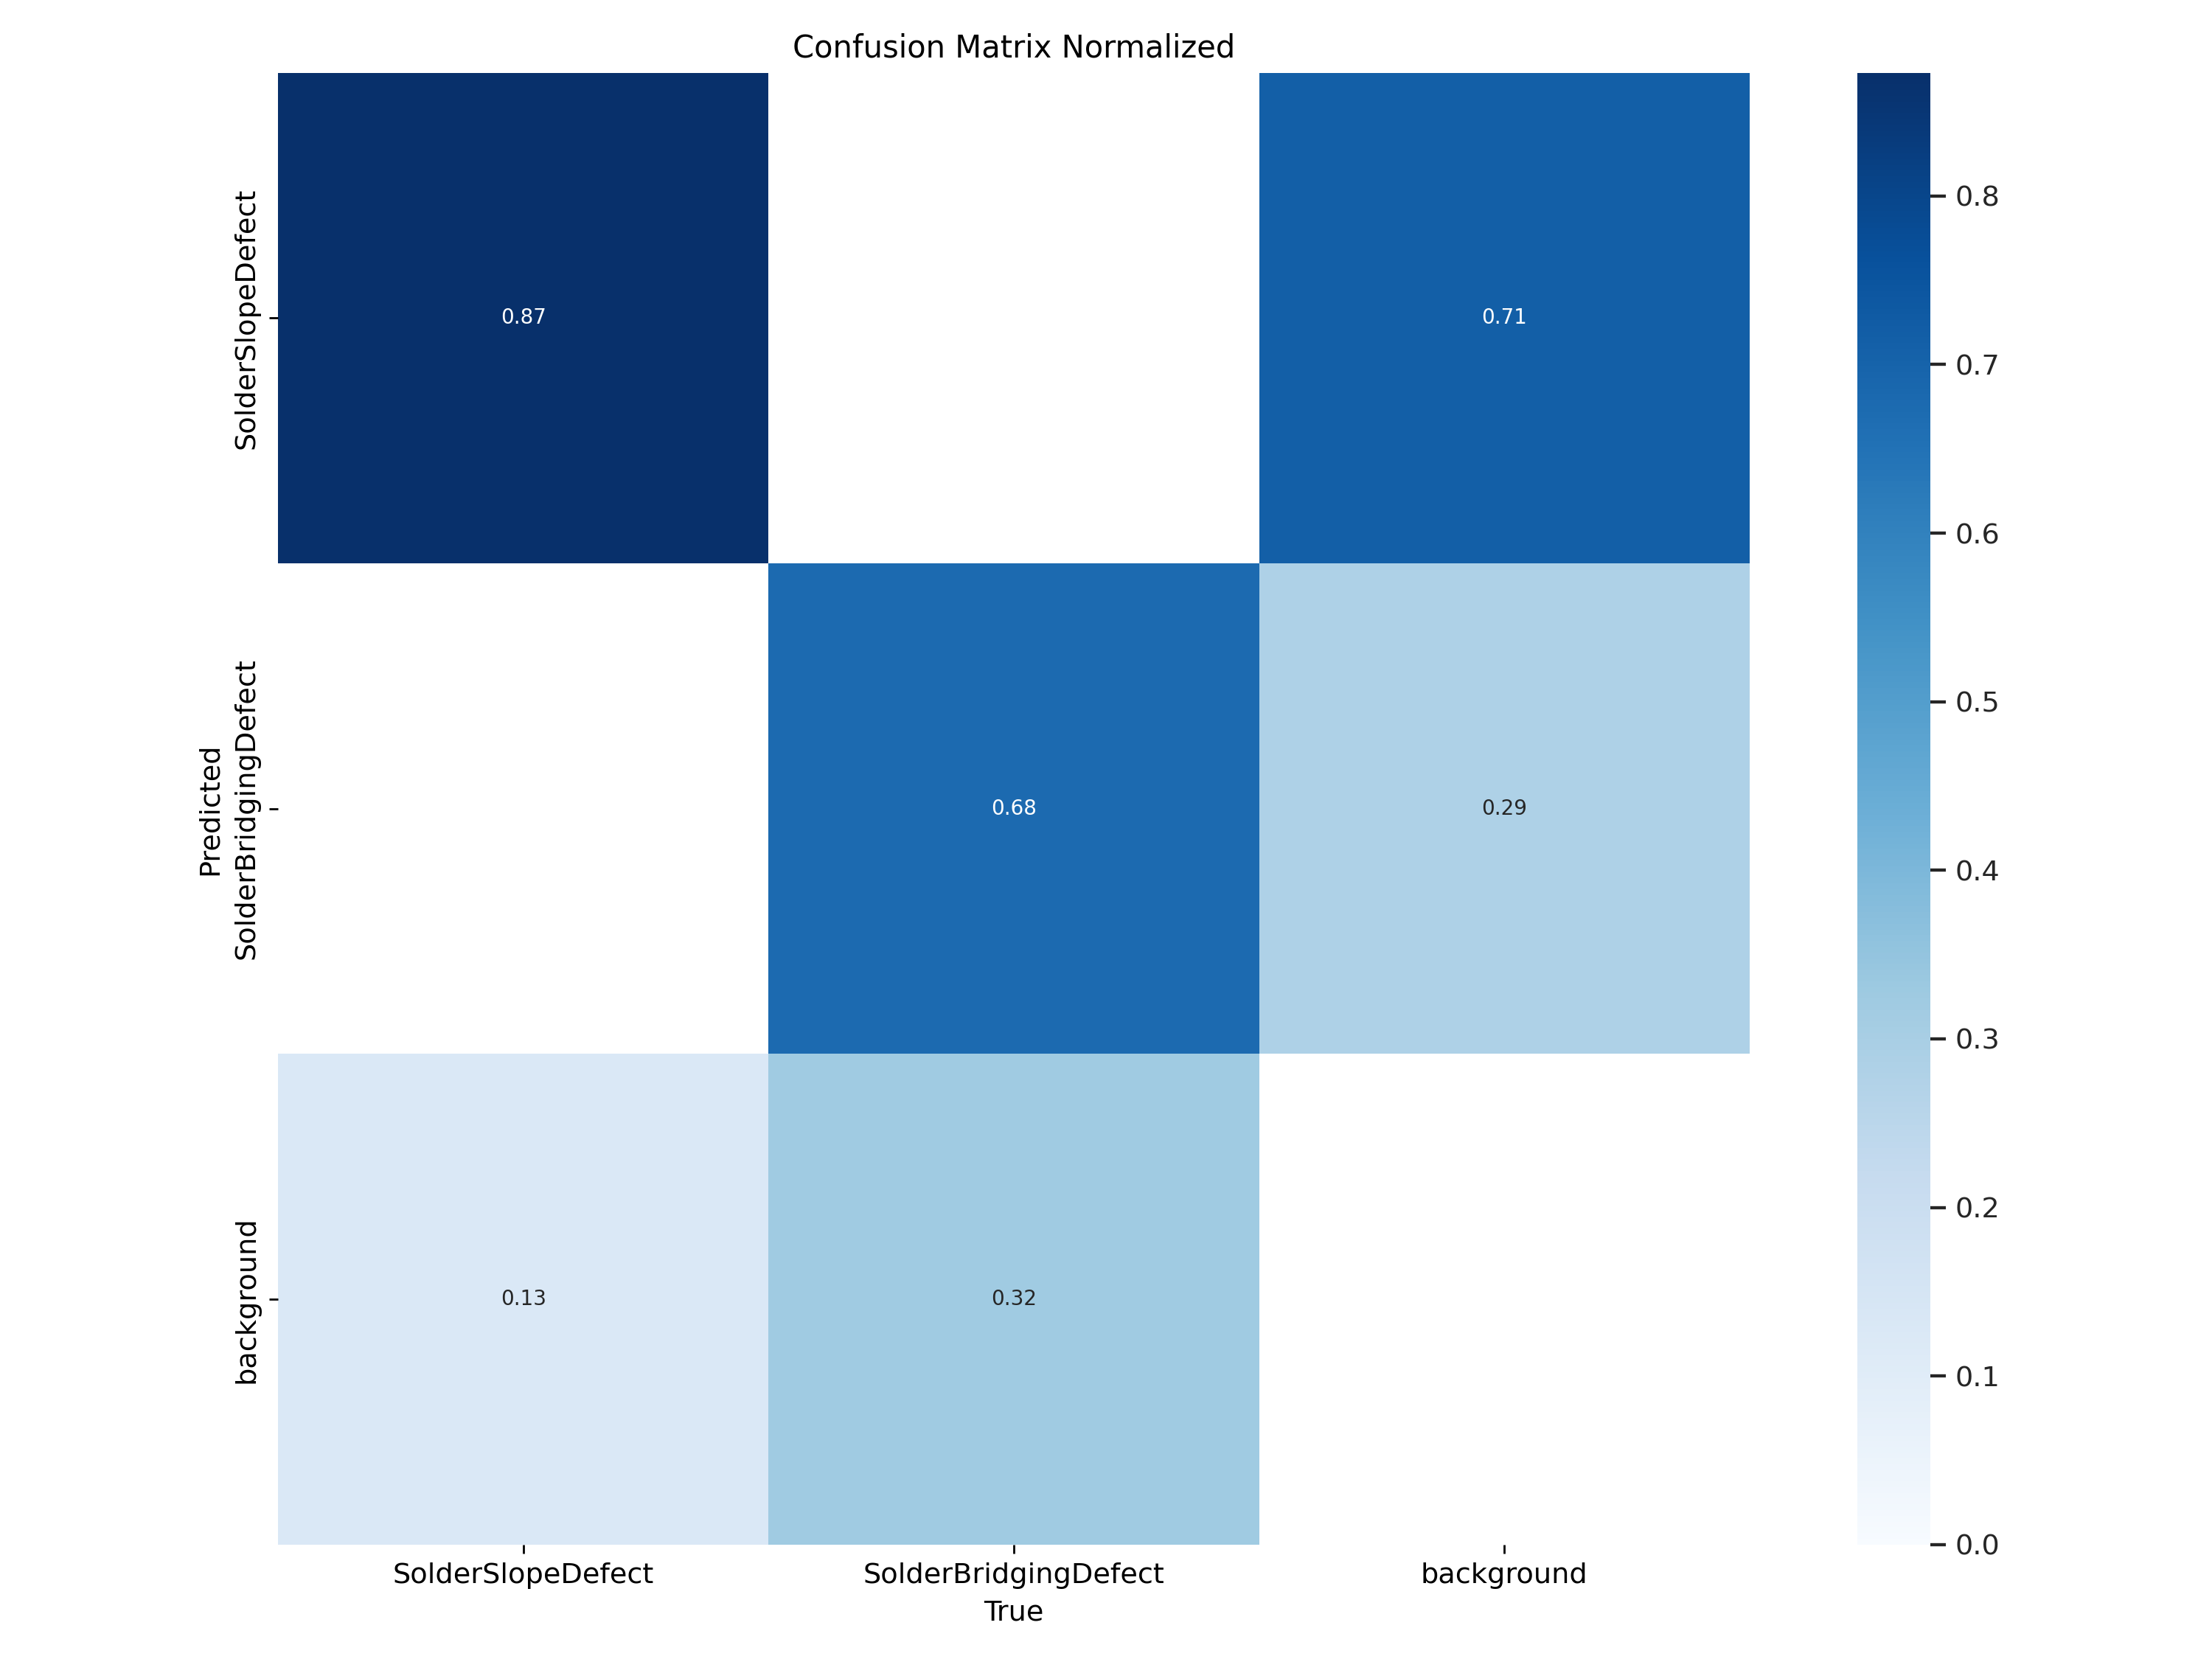 Confusion Matrix Normalized
Predicted
SolderSlopeDefect
SolderBridgingDefect
background
0.87
0.71
0.68
0.29
0.13
0.32
SolderSlopeDefect
SolderBridgingDefect
background
True
0.8
0.7
0.6
0.5
0.4
0.3
0.2
0.1
0.0